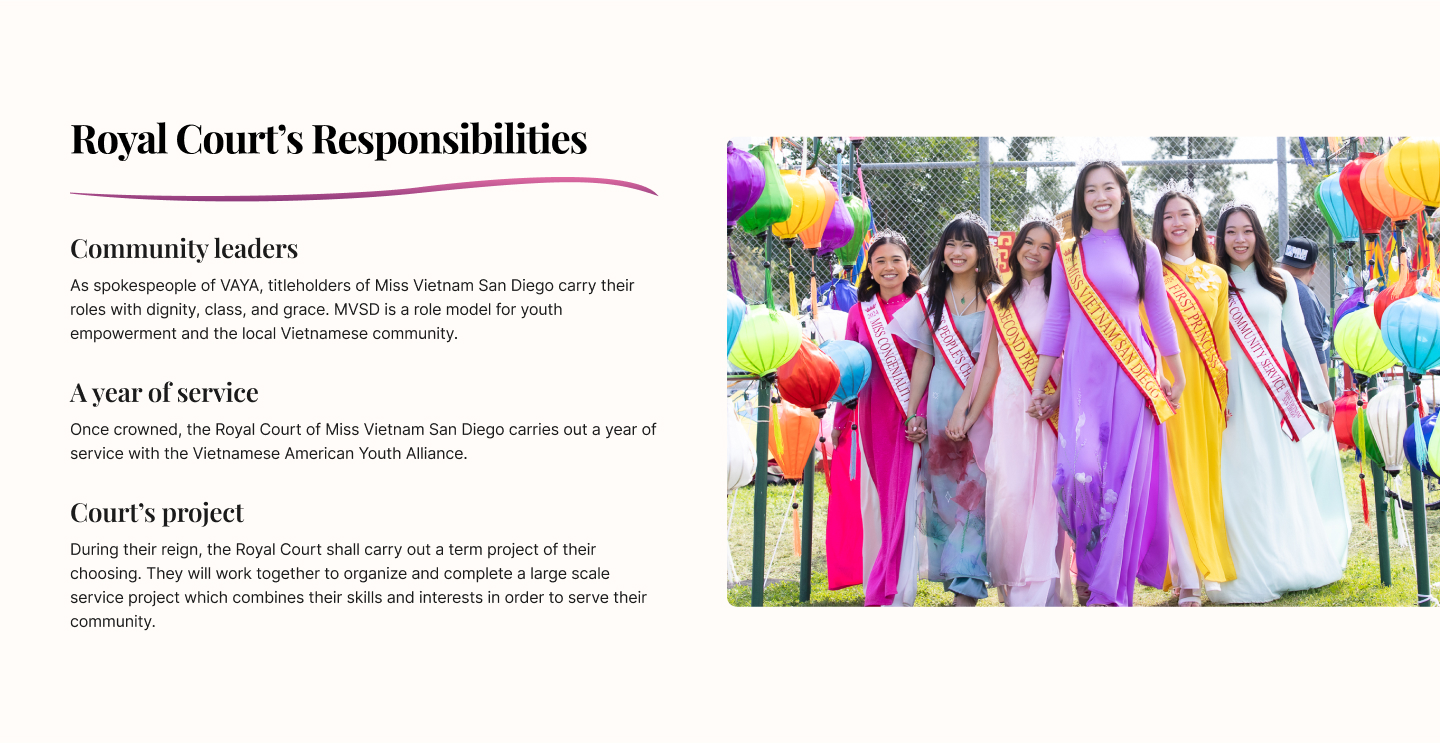 Royal Court’s Responsibilities
Community leaders
As spokespeople of VAYA, titleholders of Miss Vietnam San Diego carry their
roles with dignity, class, and grace. MVSD is a role model for youth
empowerment and the local Vietnamese community.
A year of service
Once crowned, the Royal Court of Miss Vietnam San Diego carries out a year of
service with the Vietnamese American Youth Alliance.
Court’s project
During their reign, the Royal Court shall carry out a term project of their
choosing. They will work together to organize and complete a large scale
service project which combines their skills and interests in order to serve their
community.
MISS CONGENIALIT
PEOPLE'S CH
SECOND PRIN
MISS VIETNAM SAN DIEGO
FIRST PRINCESS
COMMUNITY SERVICE